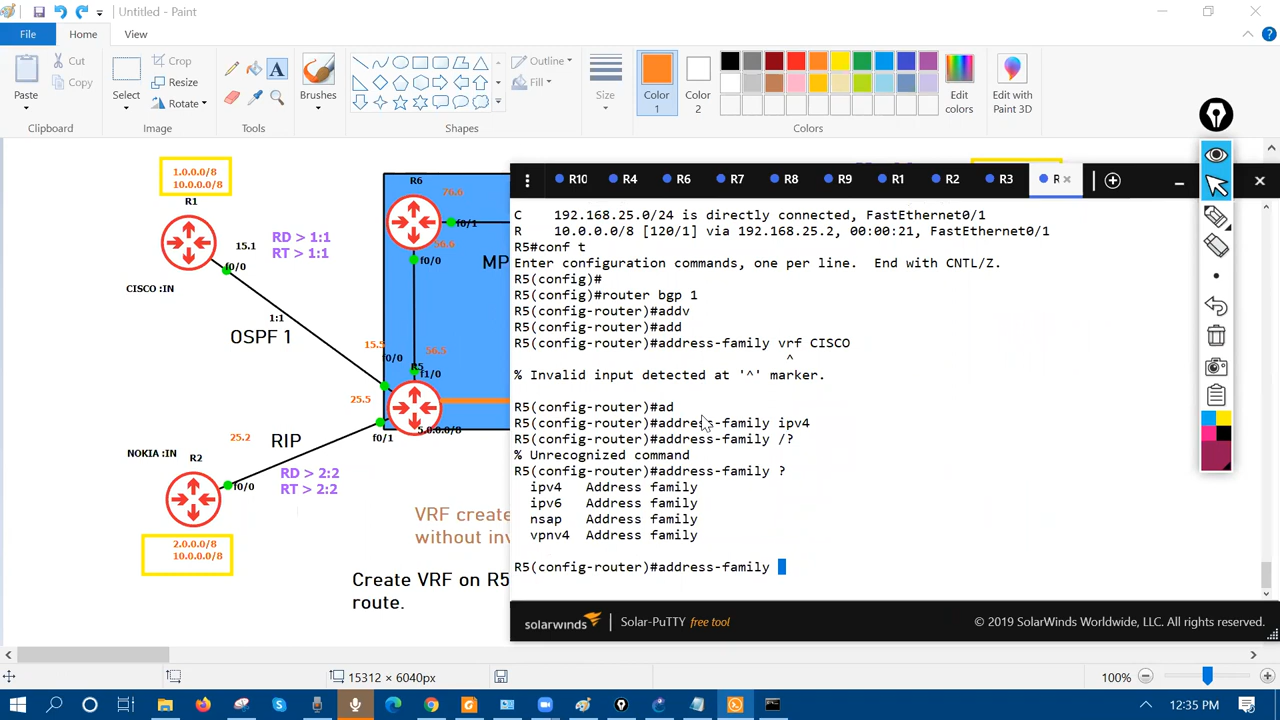 Untitled - Paint
File
Home
View
Paste
Cut
Copy
Clipboard
Select
Crop
Resize
Rotate
Image
Tools
Brushes
Outline
Fill
Shapes
Size
Color
1
Color
2
Edit
colors
Edit with
Paint 3D
Colors
1.0.0.0/8
10.0.0.0/8
R1
15.1
f0/0
RD > 1:1
RT > 1:1
CISCO :IN
1:1
OSPF 1
R6
76.6
f0/1
56.6
f0/0
MP
15.5
f0/0
56.5
R5
f1/0
25.5
5.0.0.0/8
f0/1
25.2
RIP
NOKIA :IN
R2
f0/0
RD > 2:2
RT > 2:2
2.0.0.0/8
10.0.0.0/8
VRF create
without inv
Create VRF on R5
route.
R10
R4
R6
R7
R8
R9
R1
R2
R3
R
C    192.168.25.0/24 is directly connected, FastEthernet0/1
R    10.0.0.0/8 [120/1] via 192.168.25.2, 00:00:21, FastEthernet0/1
R5#conf t
Enter configuration commands, one per line.  End with CNTL/Z.
R5(config)#
R5(config)#router bgp 1
R5(config-router)#addv
R5(config-router)#add
R5(config-router)#address-family vrf CISCO
^
% Invalid input detected at '^' marker.
R5(config-router)#ad
R5(config-router)#address-family ipv4
R5(config-router)#address-family /?
% Unrecognized command
R5(config-router)#address-family ?
ipv4   Address family
ipv6   Address family
nsap   Address family
vpnv4  Address family
R5(config-router)#address-family
solarwinds
Solar-PuTTY free tool
© 2019 SolarWinds Worldwide, LLC. All rights reserved.
15312 × 6040px
100%
12:35 PM